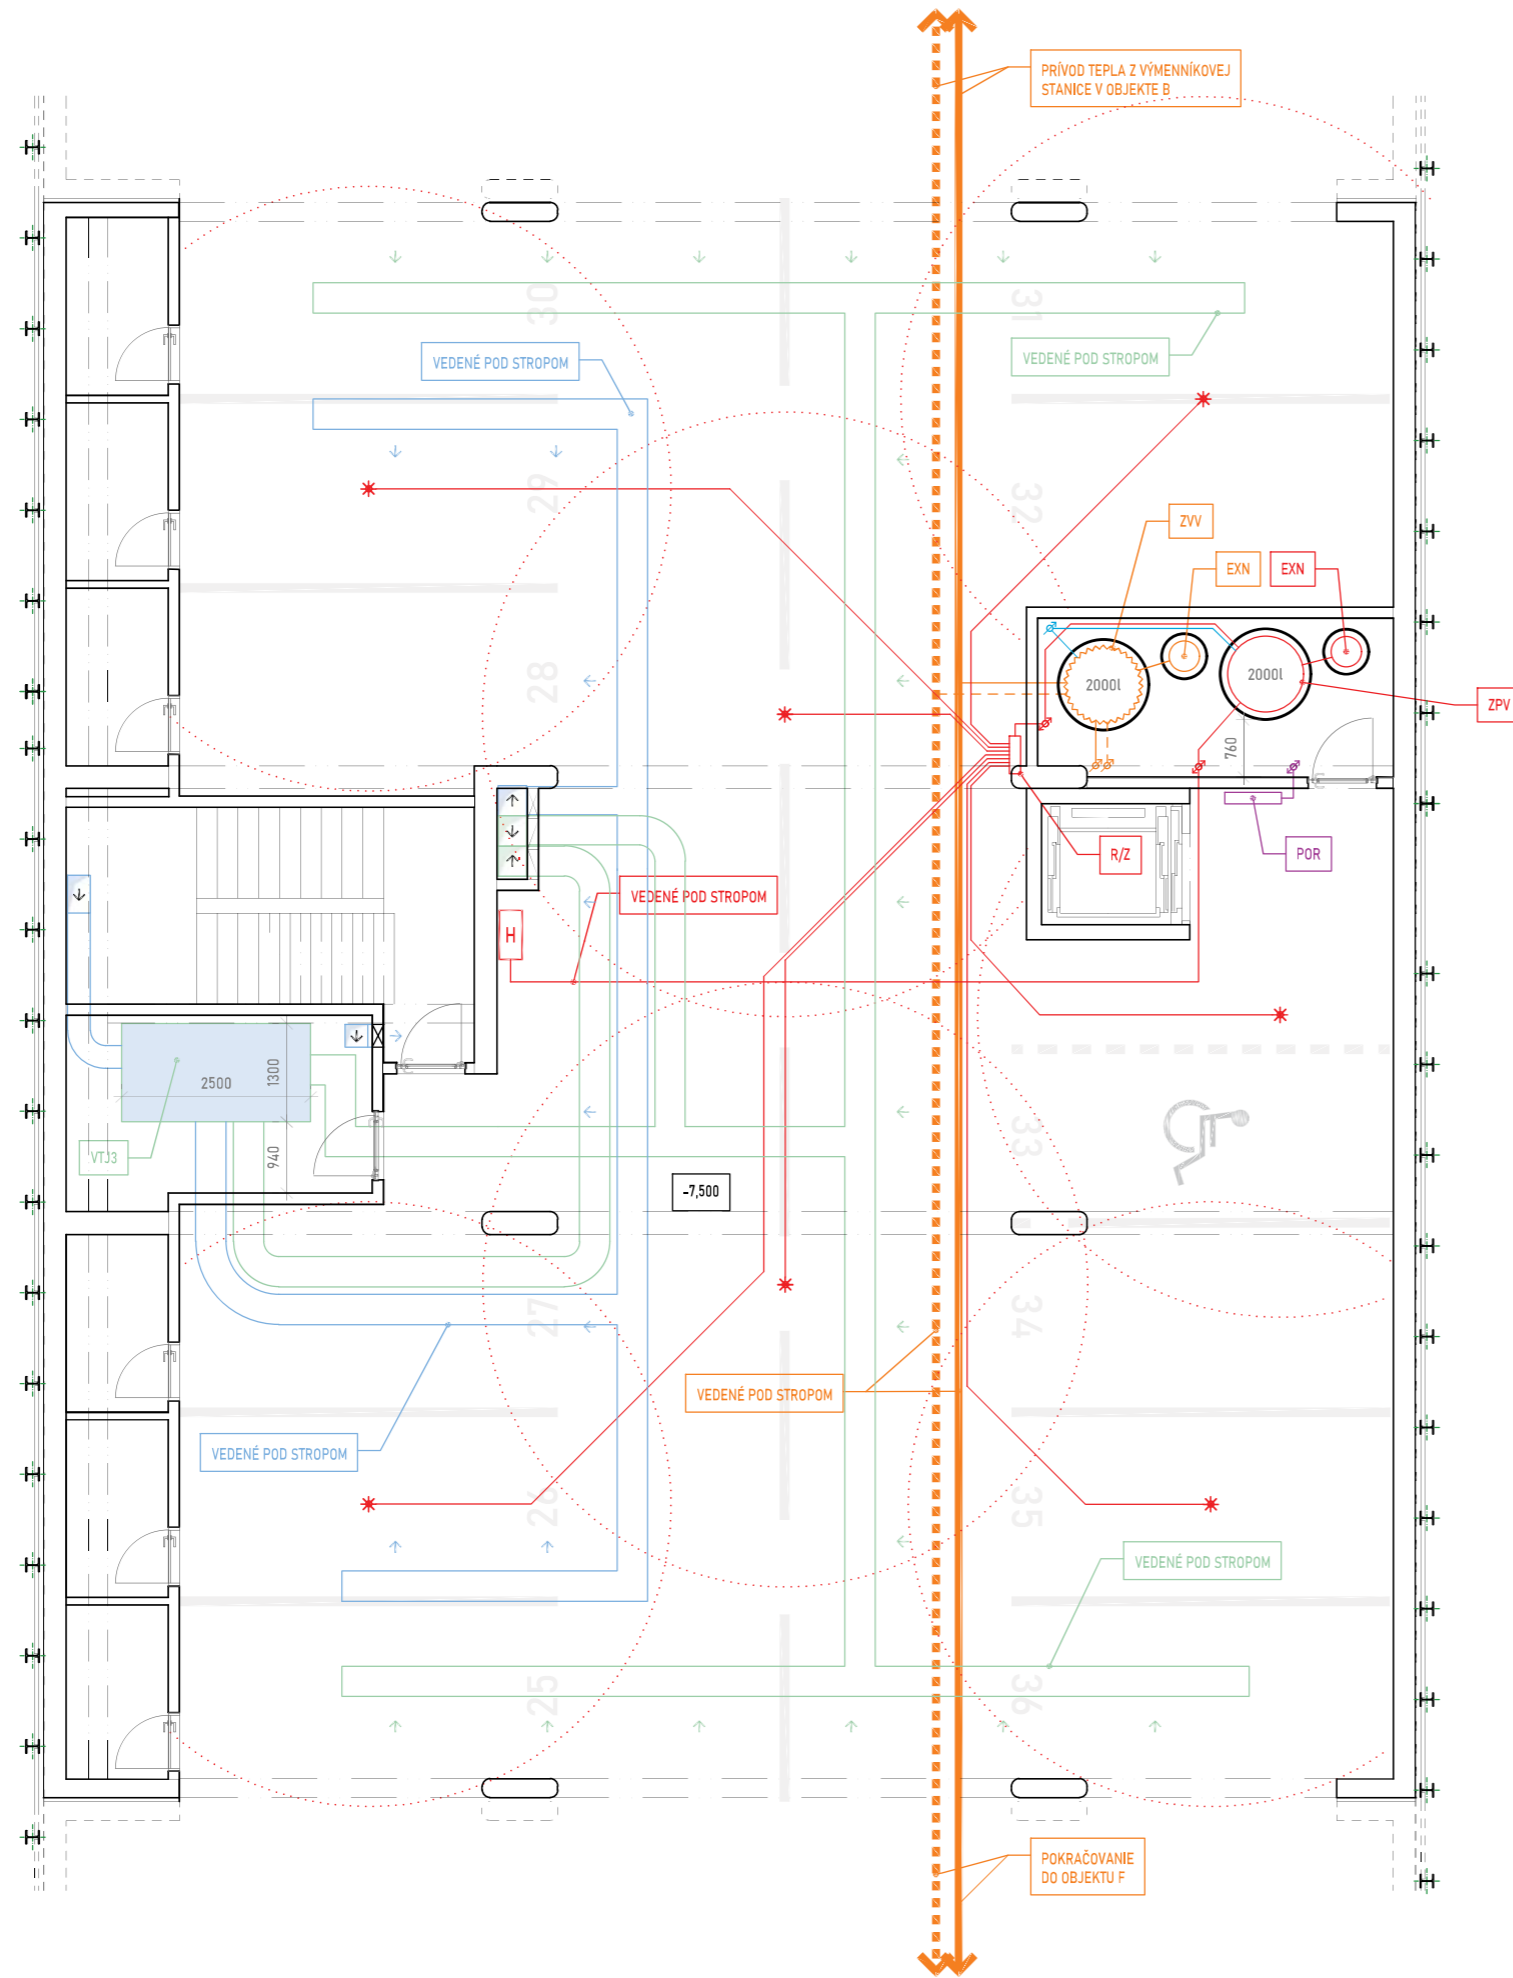 PRÍVOD TEPLA Z VÝMENNÍKOVEJ
STANICE V OBJEKTE B
30
31
VEDENÉ POD STROPOM
VEDENÉ POD STROPOM
29
32
ZVV
EXN
EXN
28
2000l
2000l
ZPV
760
R/Z
POR
VEDENÉ POD STROPOM
H
2500
1300
VTJ3
940
33
-7,500
27
34
VEDENÉ POD STROPOM
VEDENÉ POD STROPOM
26
35
VEDENÉ POD STROPOM
25
36
POKRAČOVANIE
DO OBJEKTU F